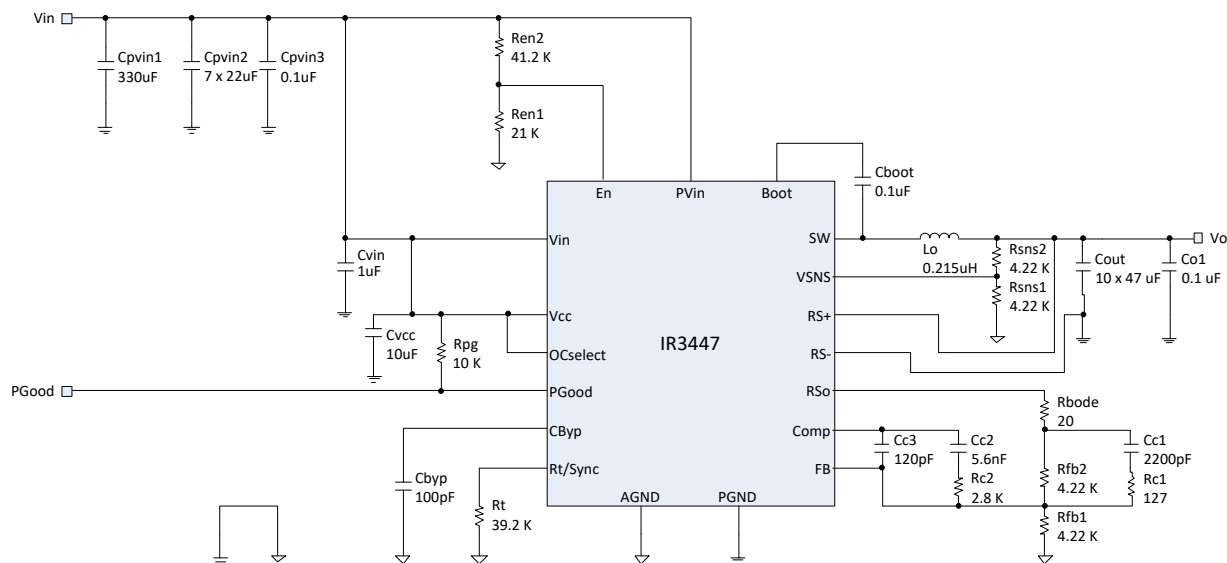 Vin
Cpvin1
330uF
Cpvin2
7 x 22uF
Cpvin3
0.1uF
Ren2
41.2 K
Ren1
21 K
En
PVin
Boot
Cboot
0.1uF
Vin
SW
Vo
Cvin
1uF
Lo
0.215uH
Rsns2
4.22 K
Rsns1
4.22 K
Cout
10 x 47 uF
Co1
0.1 uF
VSNS
Vcc
RS+
Cvcc
10uF
Rpg
10 K
OCselect
IR3447
RS-
PGood
PGood
RSo
Rbode
20
CByp
Comp
Cc3
120pF
Cc2
5.6nF
Cc1
2200pF
Rt/Sync
FB
Cbyp
100pF
Rc2
2.8 K
Rfb2
4.22 K
Rc1
127
Rt
39.2 K
AGND
PGND
Rfb1
4.22 K